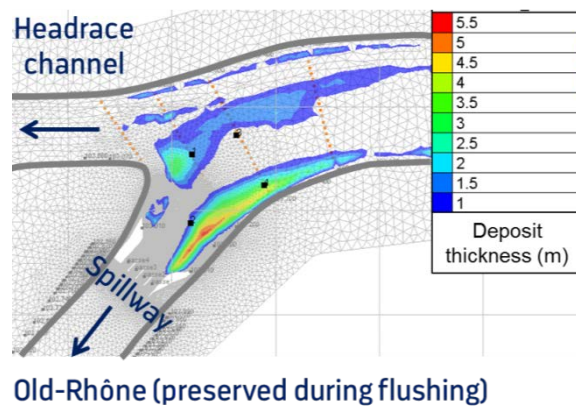 Headrace
channel
5.5
5
4.5
4
3.5
3
2.5
2
1.5
1
Deposit
thickness (m)
Spillway
Old-Rhône (preserved during flushing)